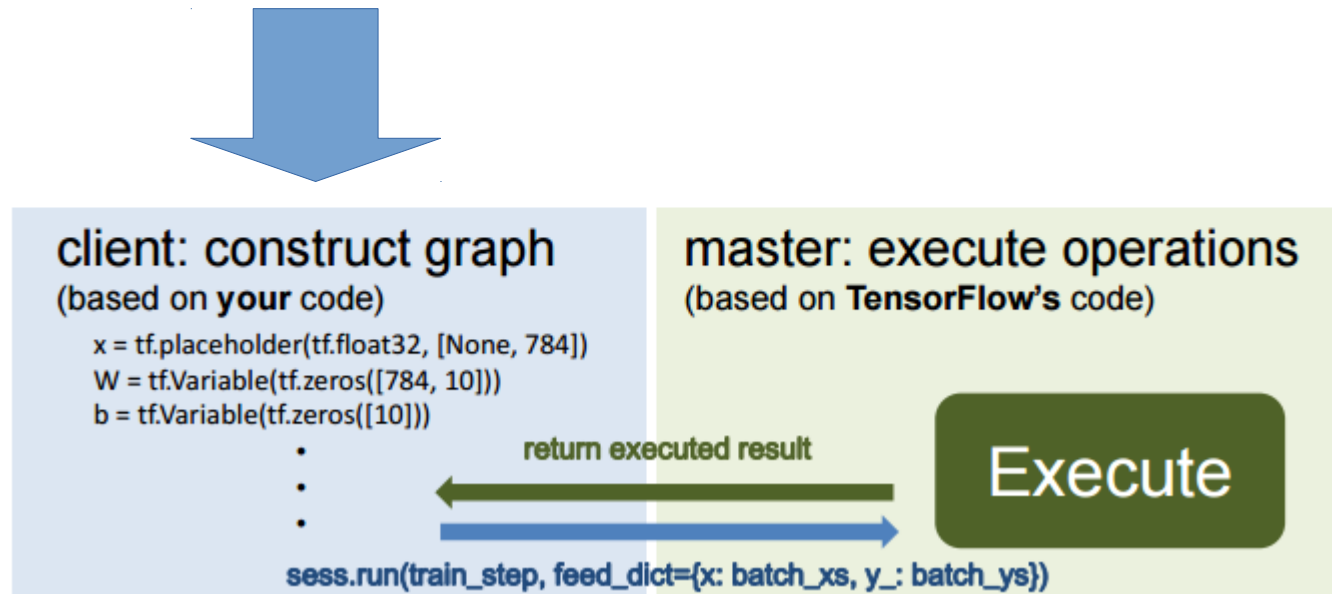 client: construct graph
(based on your code)
x = tf.placeholder(tf.float32, [None, 784])
W = tf.Variable(tf.zeros([784, 10]))
b = tf.Variable(tf.zeros([10]))
master: execute operations
(based on TensorFlow's code)
return executed result
Execute
sess.run(train_step, feed_dict={x: batch_xs, y_: batch_ys})